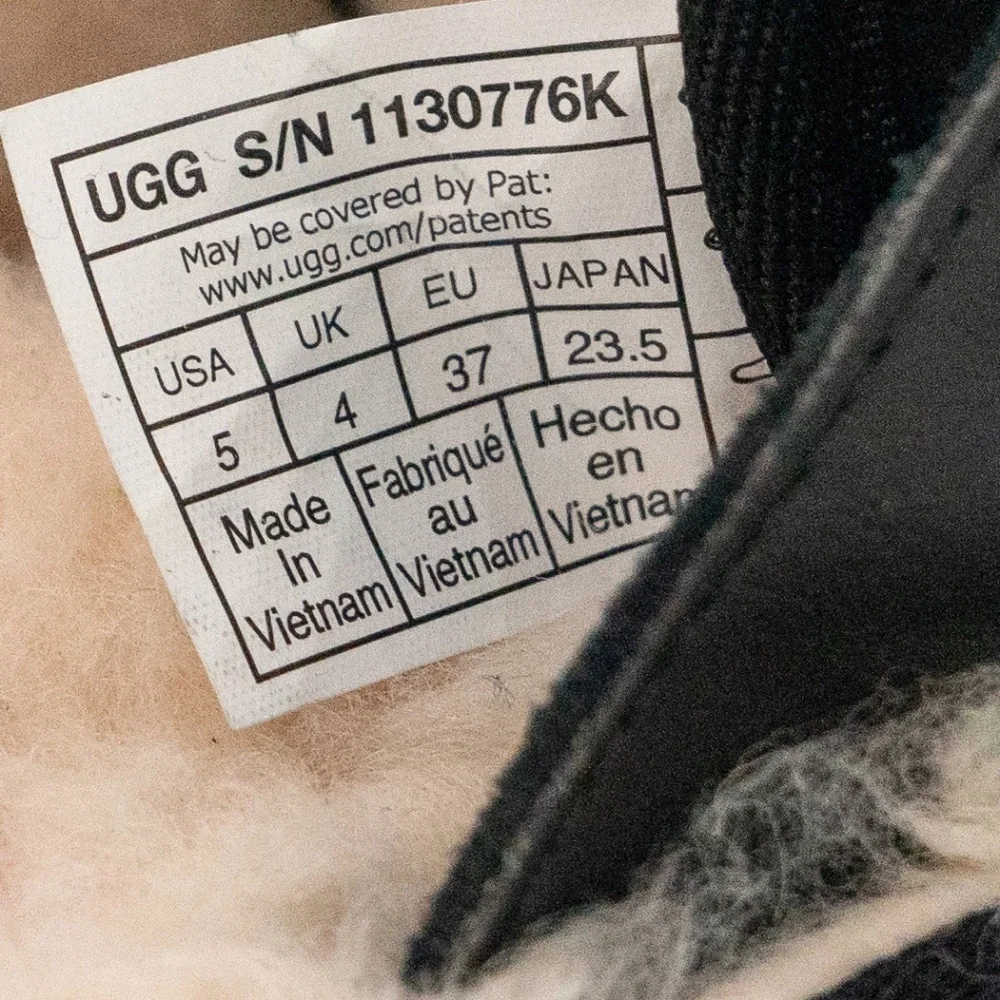 UGG S/N 1130776K
May be covered by Pat:
www.ugg.com/patents
USA UK EU JAPAN
5 4 37 23.5
Made
In
Vietnam
Fabriqué
au
Vietnam
Hecho
en
Vietnam